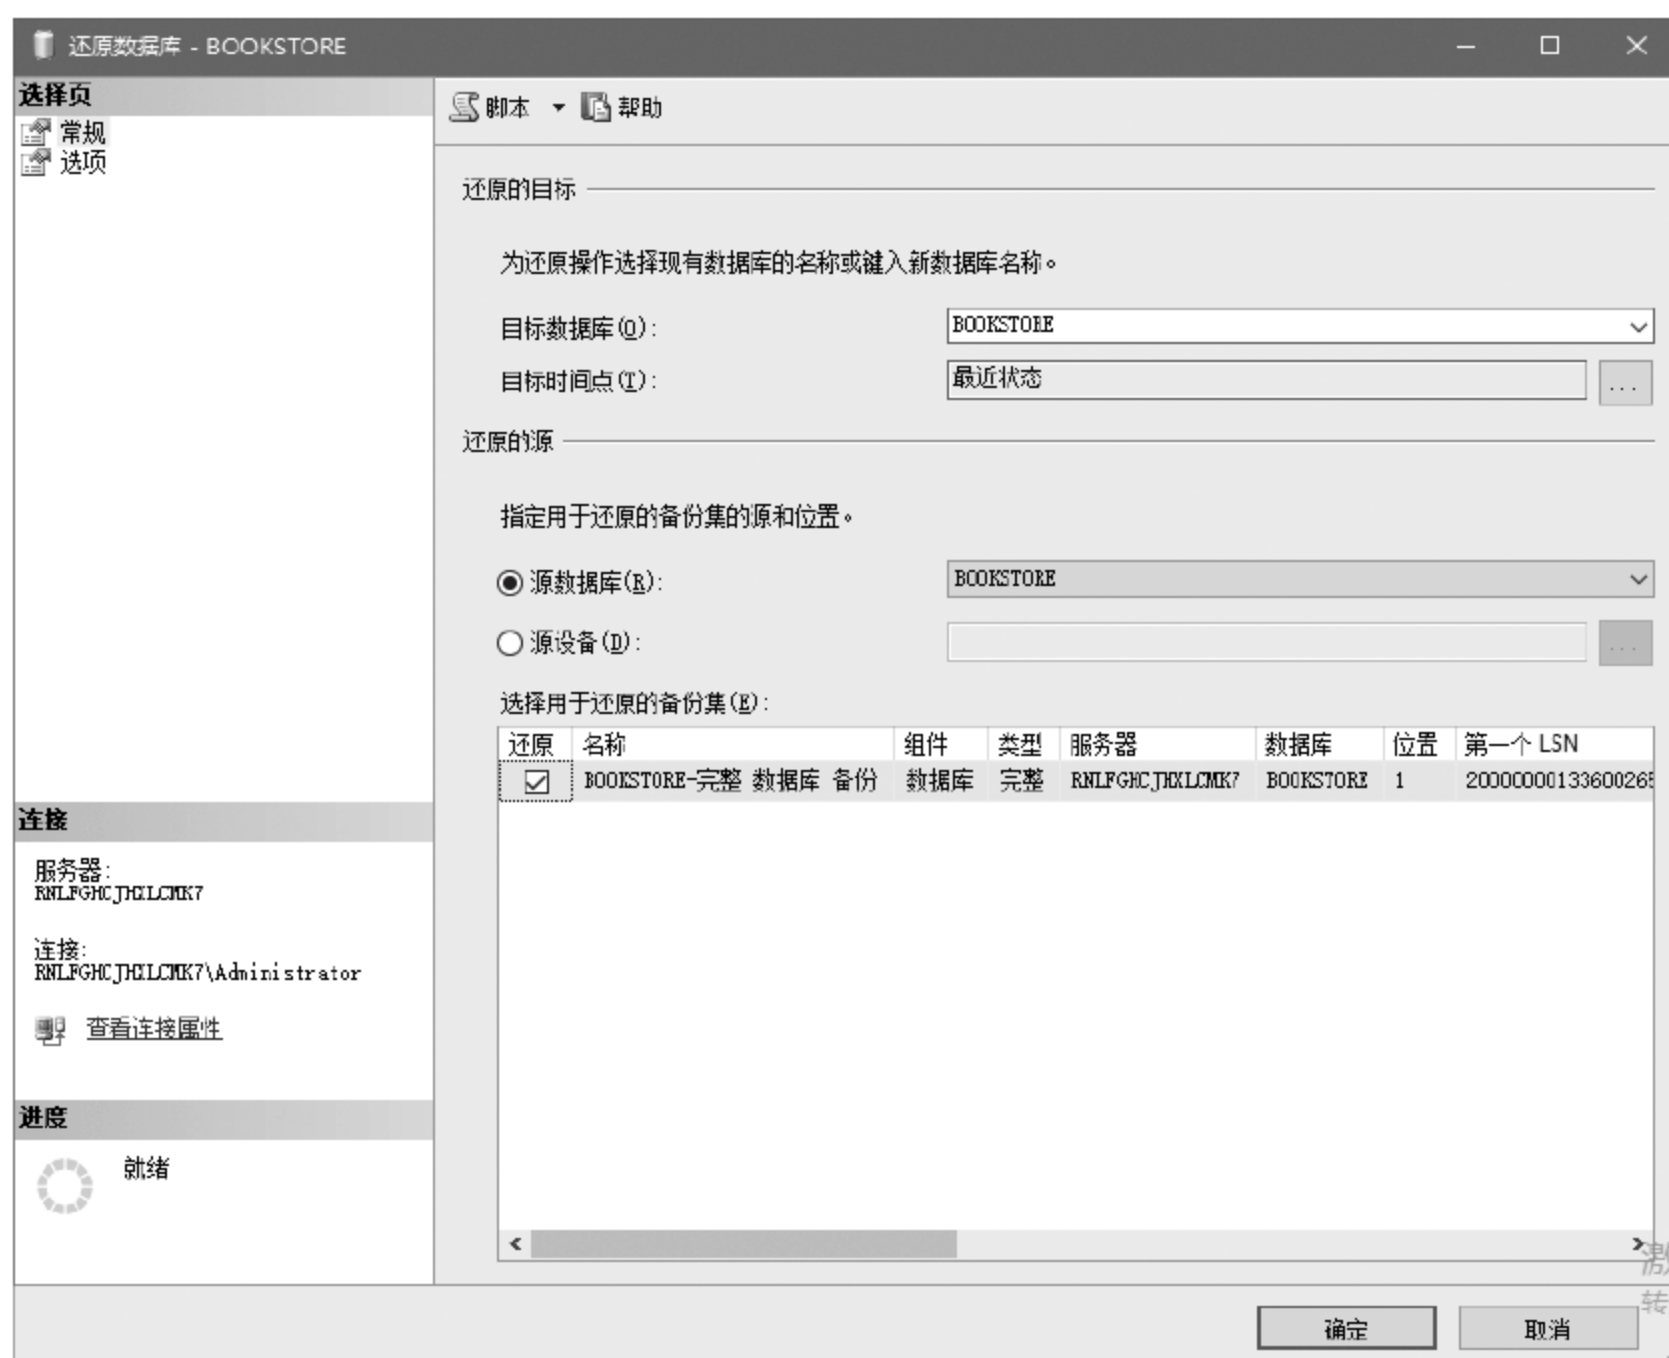 还原数据库 - BOOKSTORE
选择页
常规
选项
脚本 帮助
还原的目标
为还原操作选择现有数据库的名称或键入新数据库名称。
目标数据库(O): BOOKSTORE
目标时间点(T): 最近状态 ...
还原的源
指定用于还原的备份集的源和位置。
源数据库(R): BOOKSTORE
源设备(D): ...
选择用于还原的备份集(E):
还原 名称 组件 类型 服务器 数据库 位置 第一个 LSN
BOOKSTORE-完整 数据库 备份 数据库 完整 RNLFGHCJHXLCMK7 BOOKSTORE 1
连接
服务器:
RNLFGHCJHXLCMK7
连接:
RNLFGHCJHXLCMK7\Administrator
查看连接属性
进度
就绪
激
转
确定 取消